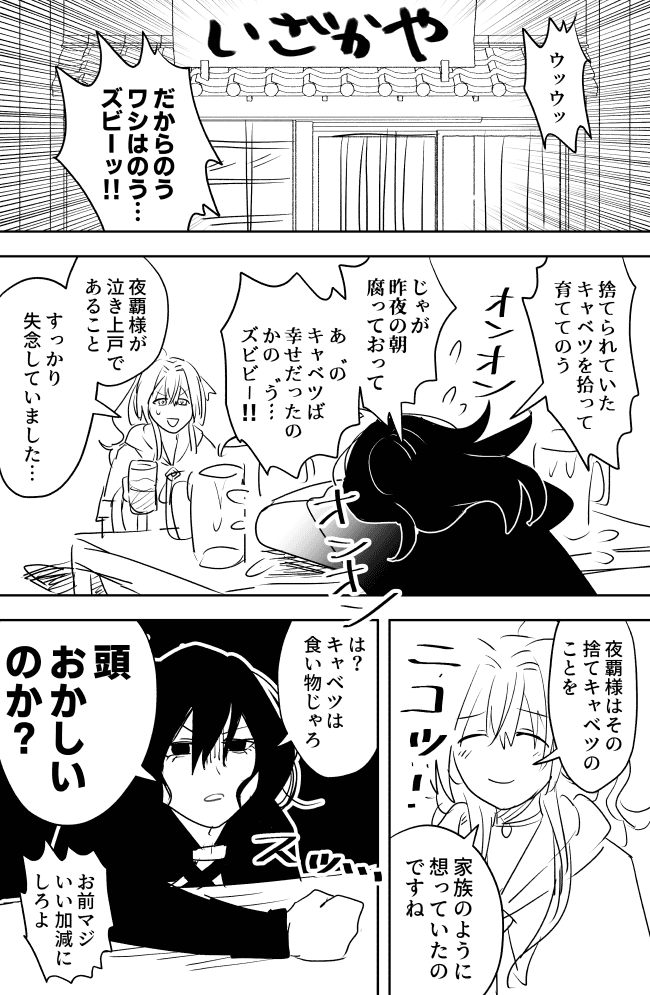 いざかや
ウッウッ
だからのう
ワシはのう…
ズビーッ!!
捨てられていた
キャベツを拾って
育ててのう
オンオン
じゃが
昨夜の朝
腐っておって
あ゛の゛
キャベツば
幸せだったの
かの゛う゛…
ズビビー!!
オンオン
夜覇様が
泣き上戸で
あること
すっかり
失念していました…
夜覇様はその
捨てキャベツの
ことを
ニコッ…
家族のように
想っていたの
ですね
は?
キャベツは
食い物じゃろ
スッ…
頭
おかしい
のか?
お前マジ
いい加減に
しろよ